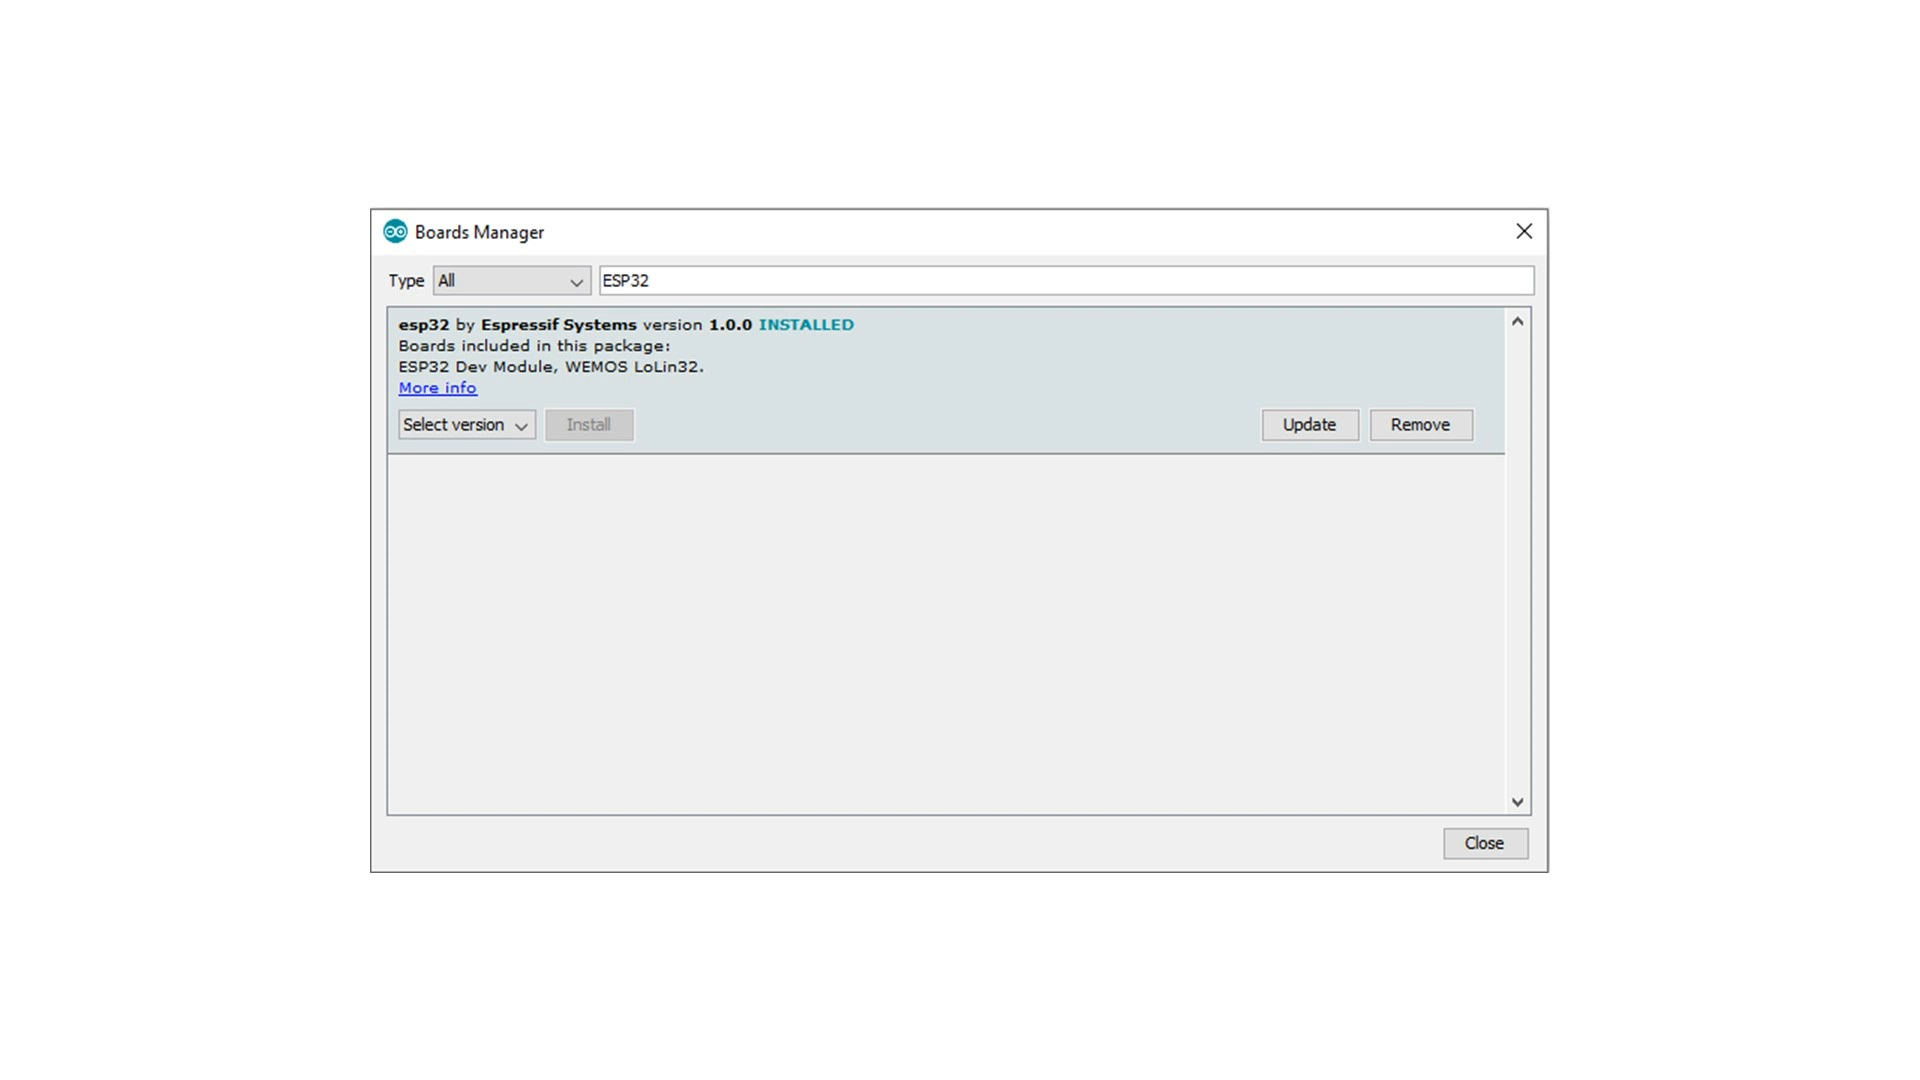 Boards Manager
Type All ESP32
esp32 by Espressif Systems version 1.0.0 INSTALLED
Boards included in this package:
ESP32 Dev Module, WEMOS LoLin32.
More info
Select version Install Update Remove
Close